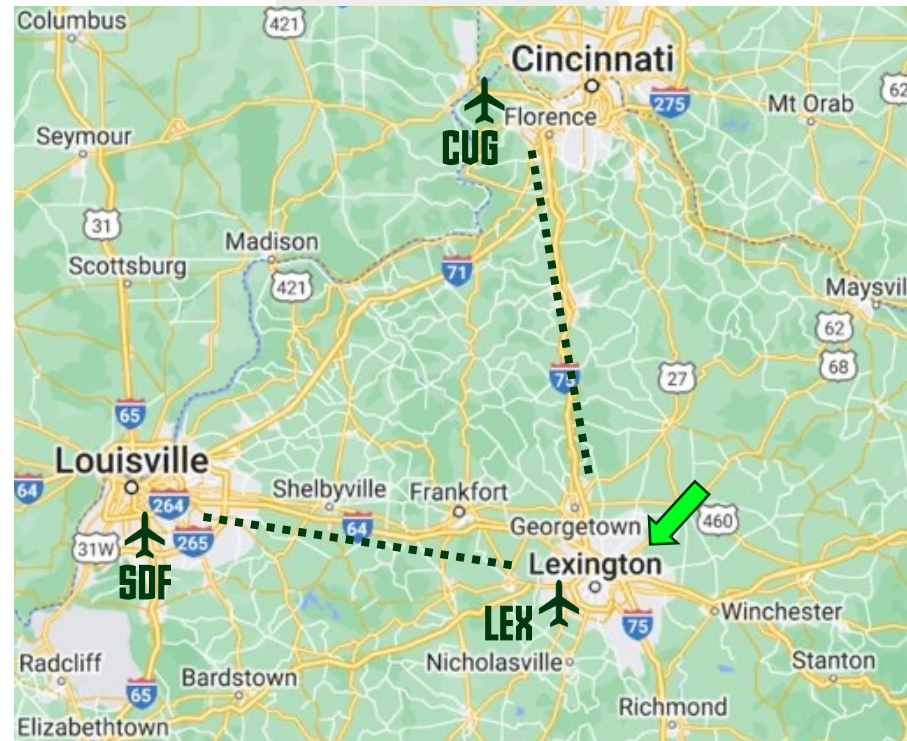 Columbus
421
Cincinnati
62
275
Mt Orab
Florence
CUG
Seymour
31
Madison
Scottsburg
71
421
Maysvil
62
68
75
27
65
Louisville
64
264
Shelbyville
Frankfort
64
Georgetown
460
31W
265
Lexington
SDF
LEX
75
Winchester
Nicholasville
Stanton
Radcliff
Bardstown
65
Richmond
Elizabethtown